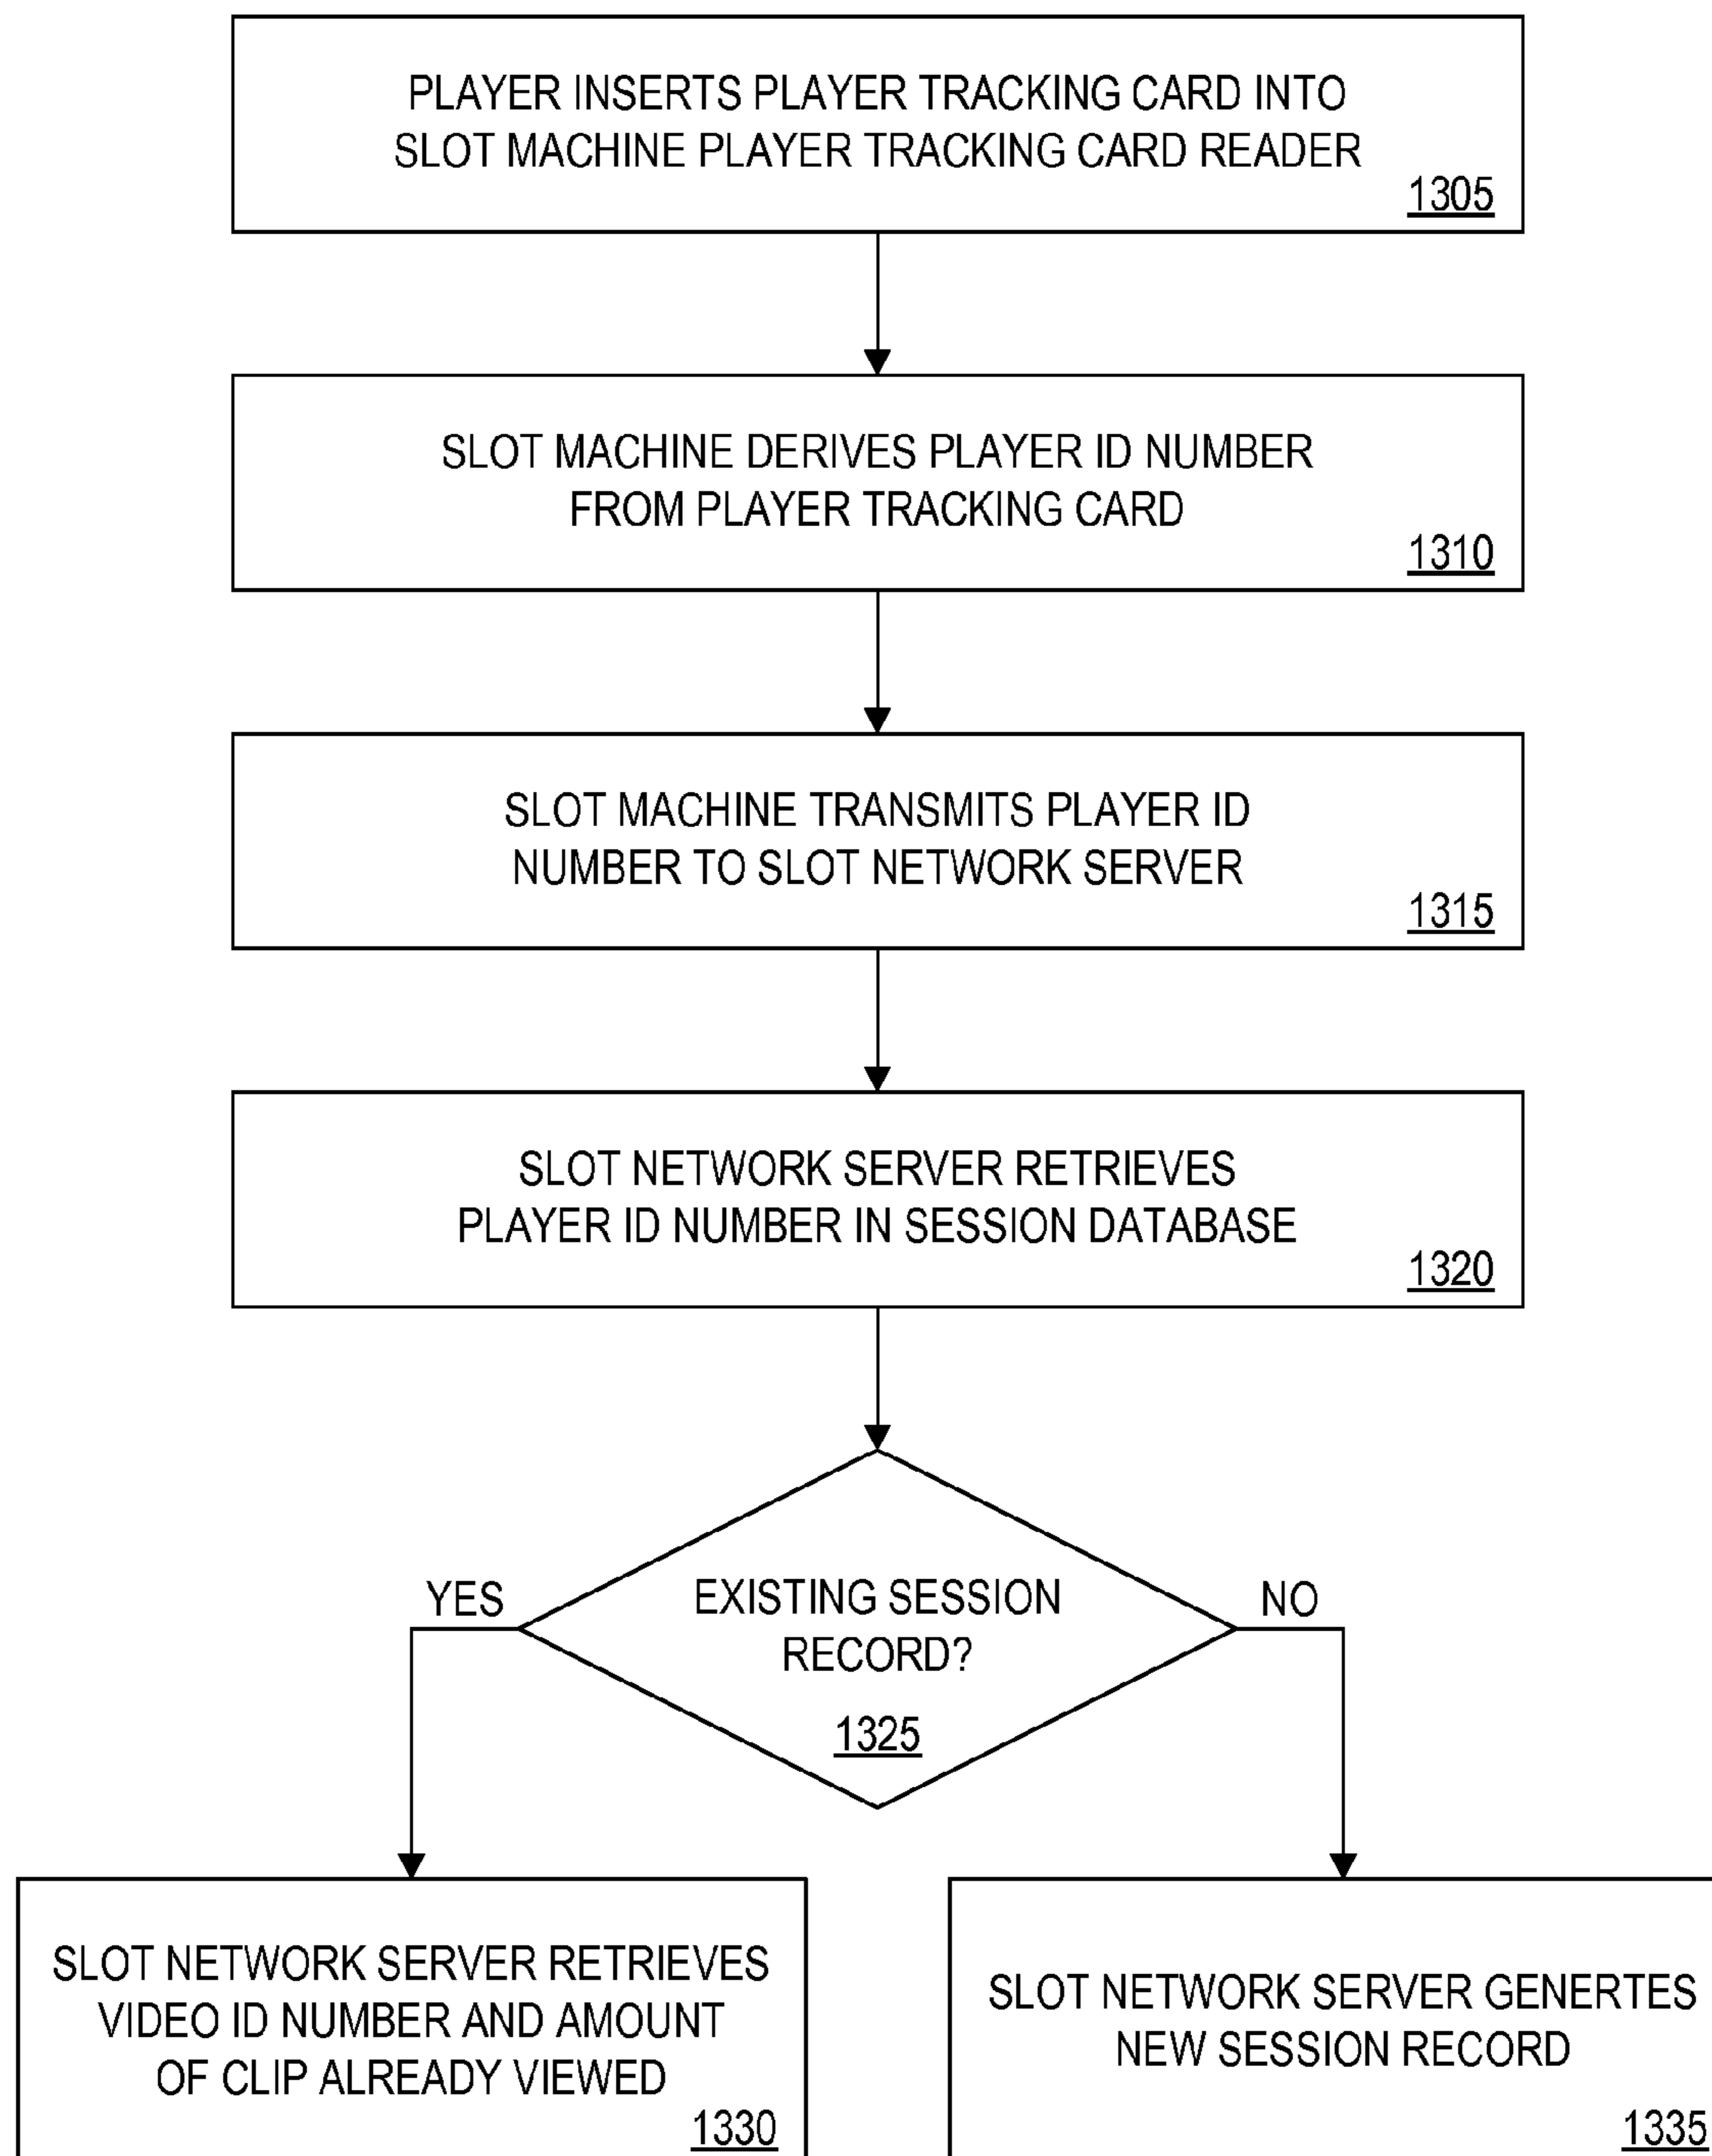 PLAYER INSERTS PLAYER TRACKING CARD INTO
SLOT MACHINE PLAYER TRACKING CARD READER
1305
SLOT MACHINE DERIVES PLAYER ID NUMBER
FROM PLAYER TRACKING CARD
1310
SLOT MACHINE TRANSMITS PLAYER ID
NUMBER TO SLOT NETWORK SERVER
1315
SLOT NETWORK SERVER RETRIEVES
PLAYER ID NUMBER IN SESSION DATABASE
1320
YES
EXISTING SESSION
RECORD?
1325
NO
SLOT NETWORK SERVER RETRIEVES
VIDEO ID NUMBER AND AMOUNT
OF CLIP ALREADY VIEWED
1330
SLOT NETWORK SERVER GENERTES
NEW SESSION RECORD
1335